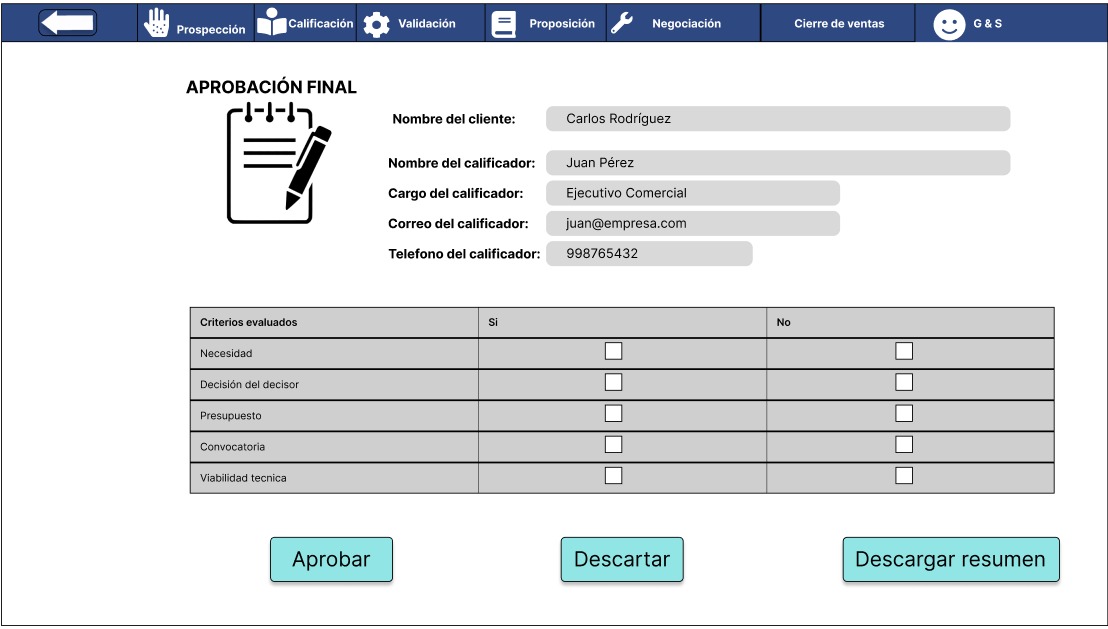 Prospección Calificación Validación Proposición Negociación Cierre de ventas G & S
APROBACIÓN FINAL
Nombre del cliente: Carlos Rodríguez
Nombre del calificador: Juan Pérez
Cargo del calificador: Ejecutivo Comercial
Correo del calificador: juan@empresa.com
Telefono del calificador: 998765432
Criterios evaluados Si No
Necesidad
Decisión del decisor
Presupuesto
Convocatoria
Viabilidad tecnica
Aprobar Descartar Descargar resumen